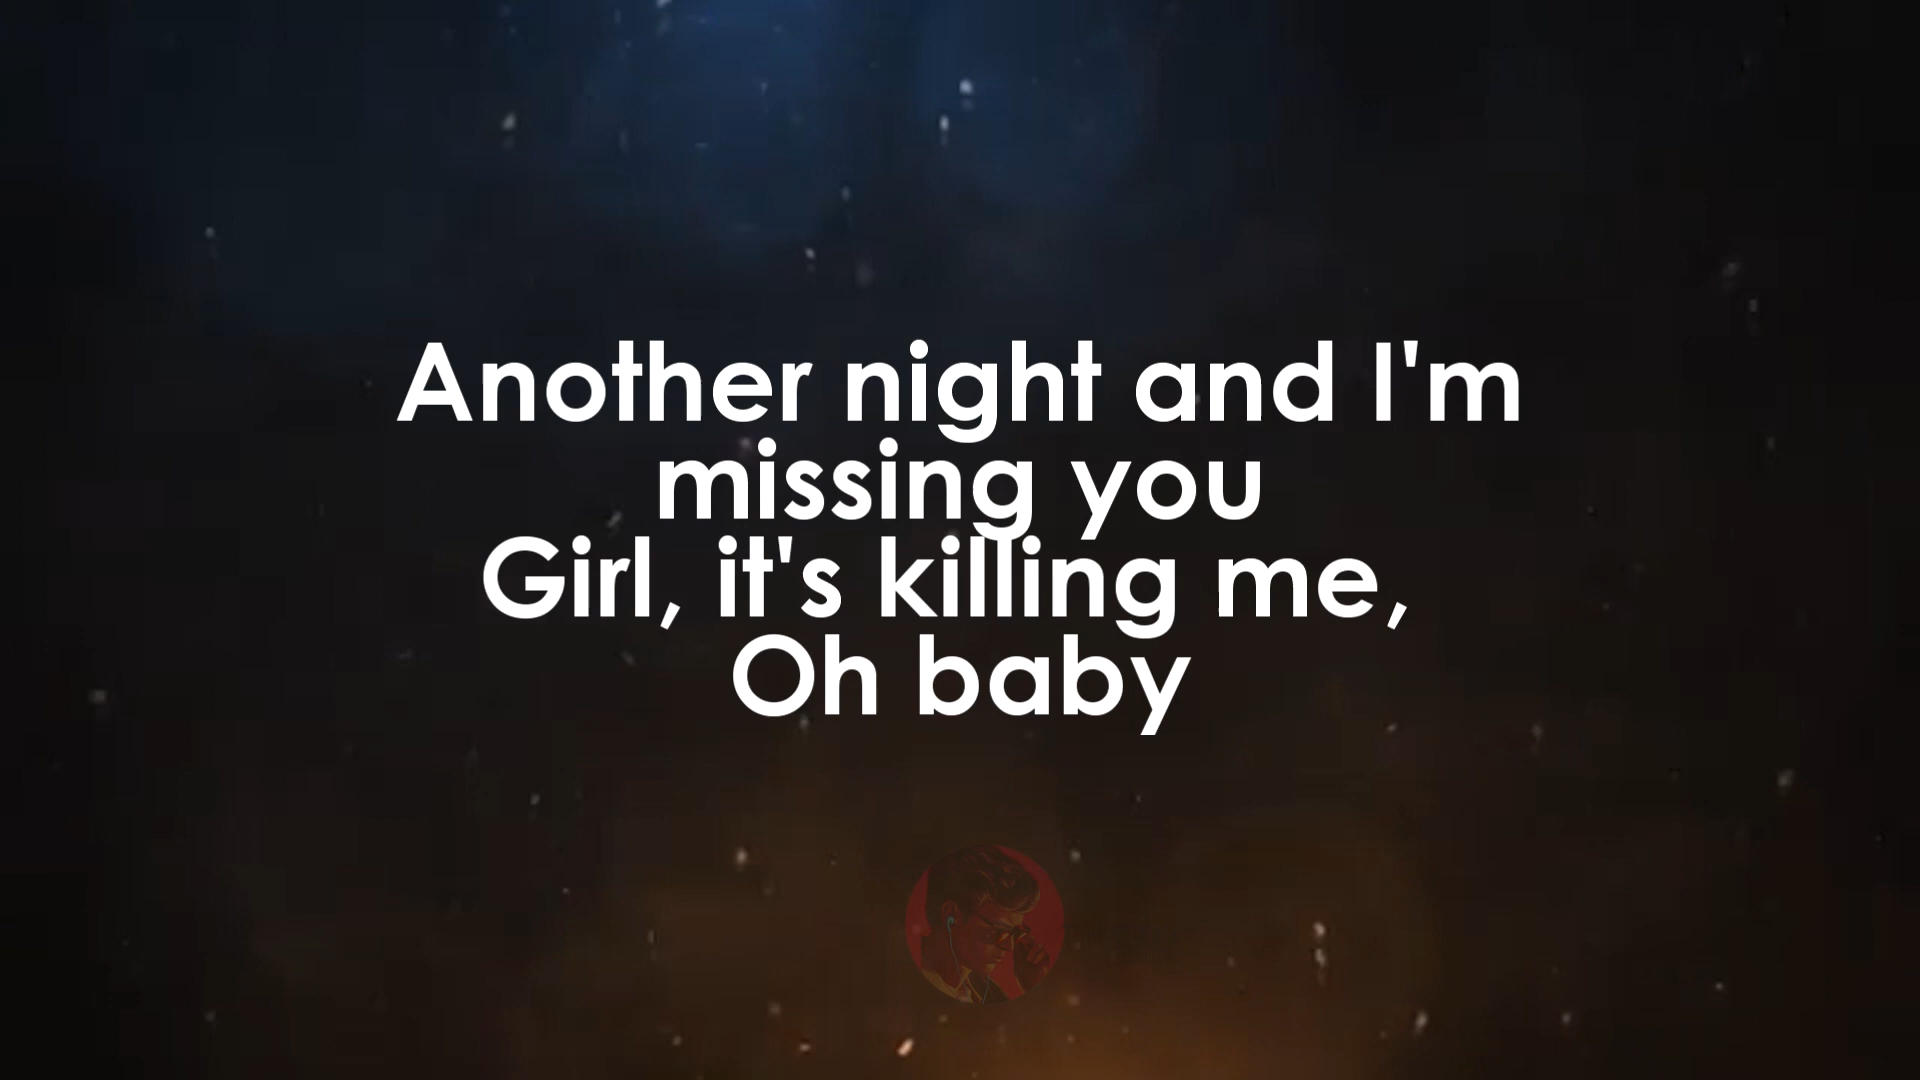 Another night and I'm
missing you
Girl, it's killing me,
Oh baby